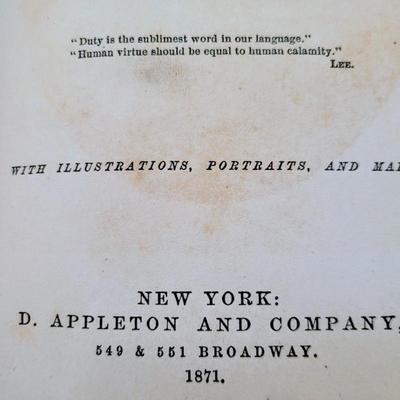 "Duty is the sublimest word in our language."
"Human virtue should be equal to human calamity."
LEE.
WITH ILLUSTRATIONS, PORTRAITS, AND
NEW YORK:
D. APPLETON AND COMPANY,
549 & 551 BROADWAY.
1871.